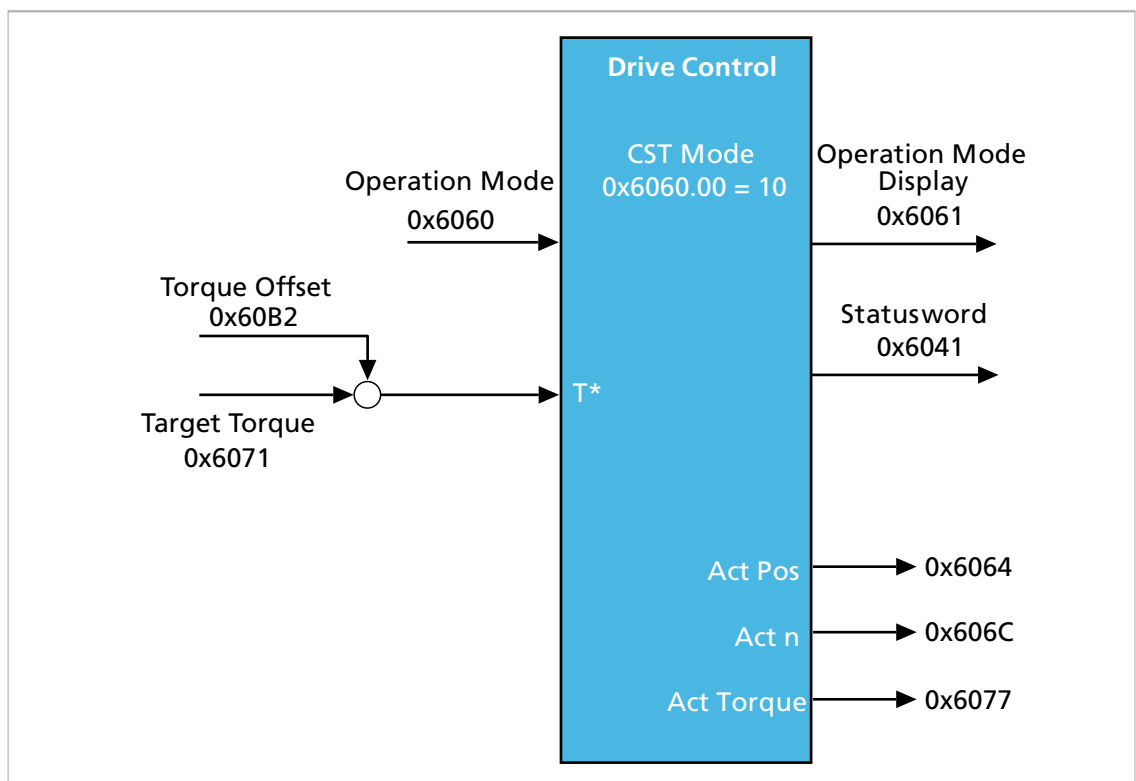 Drive Control
CST Mode
0x6060.00 = 10
Operation Mode
0x6060
Torque Offset
0x60B2
Target Torque
0x6071
T*
Operation Mode
Display
0x6061
Statusword
0x6041
Act Pos
0x6064
Act n
0x606C
Act Torque
0x6077